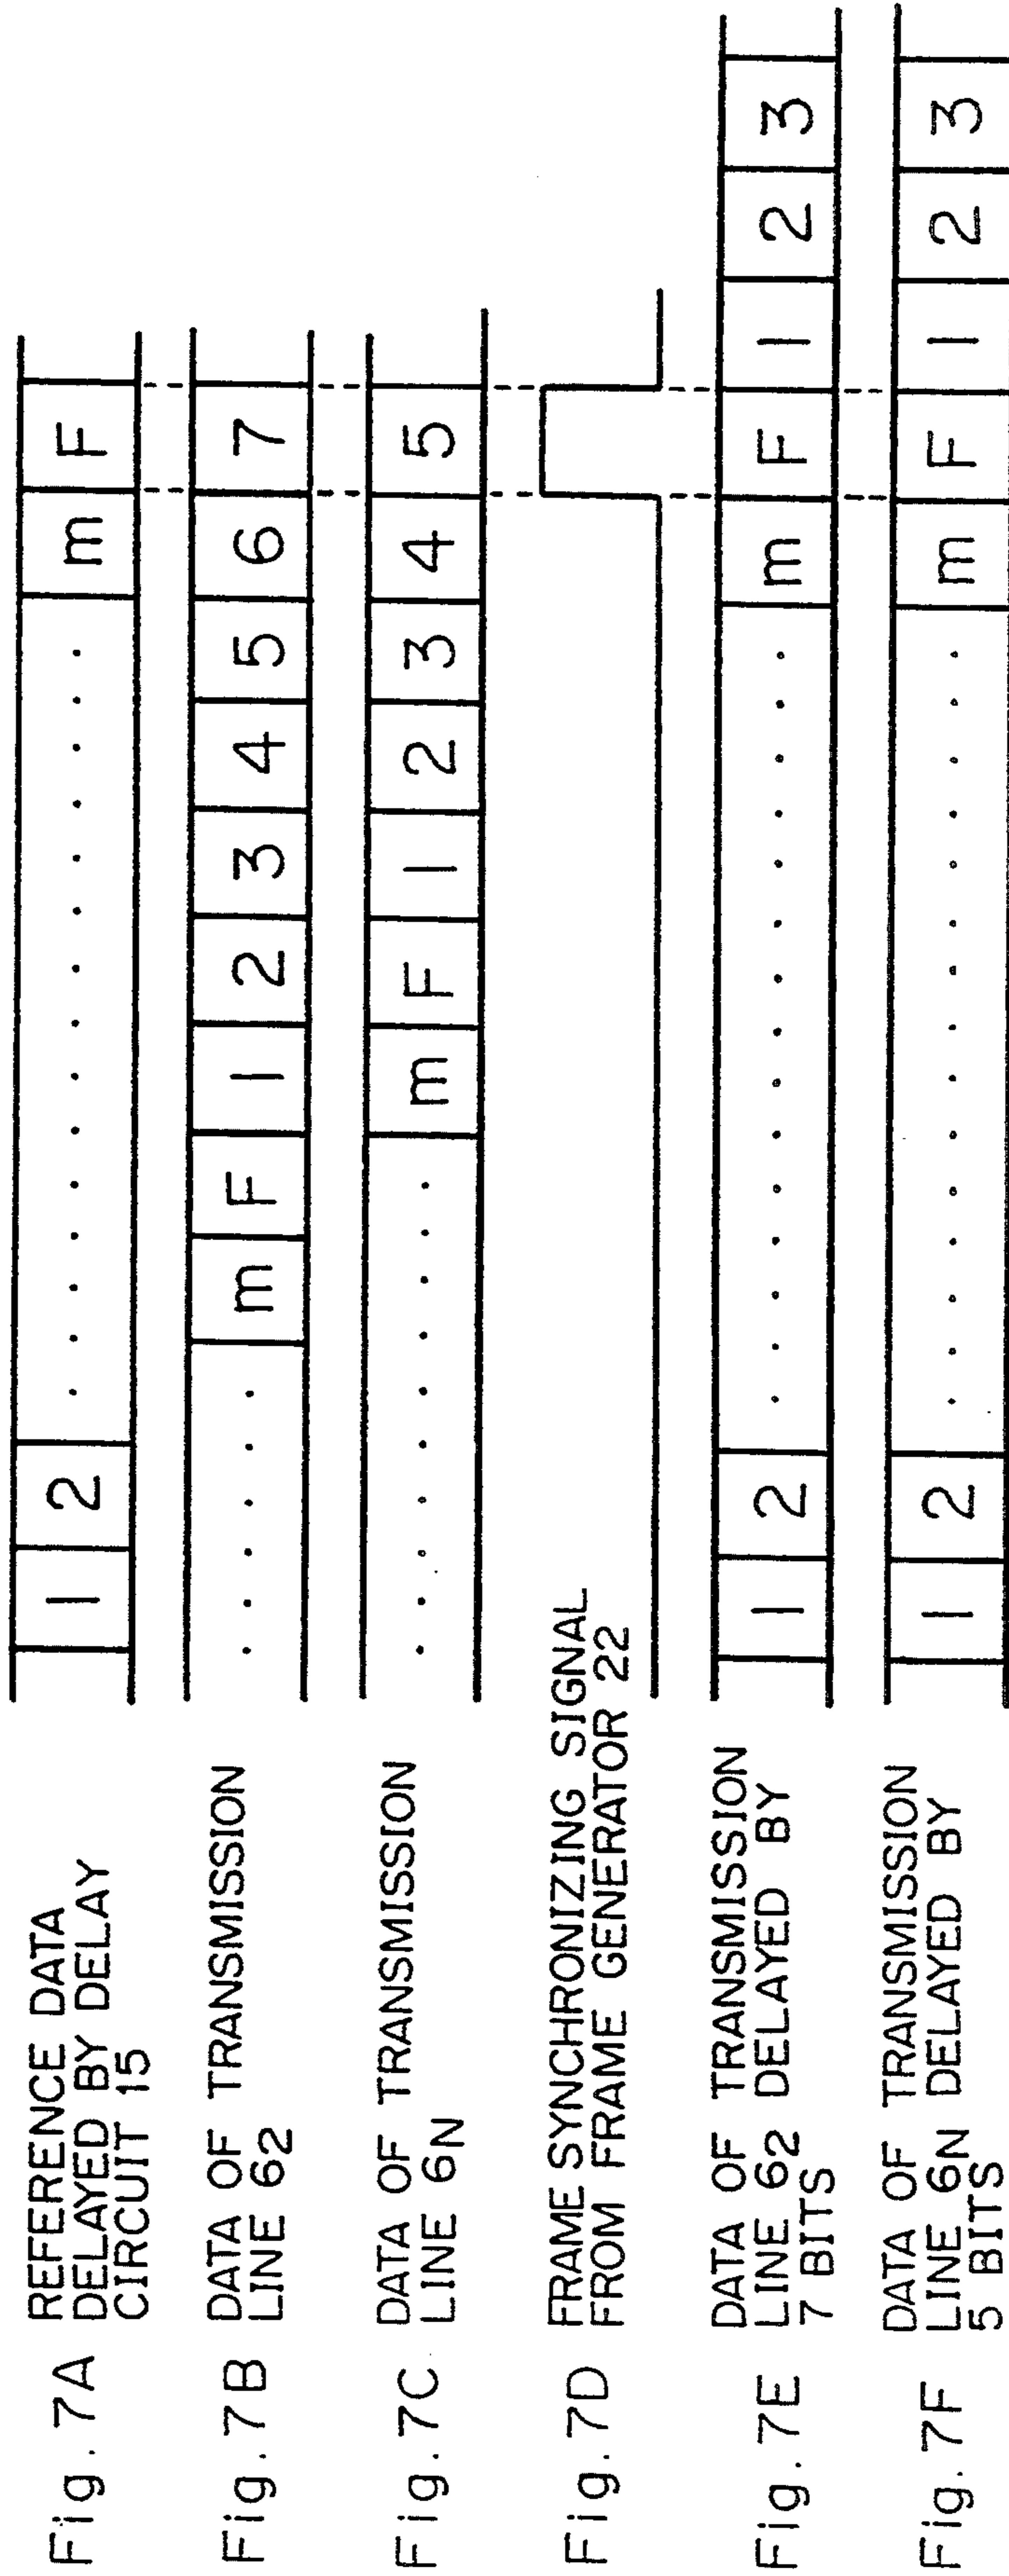 Fig. 7A REFERENCE DATA
DELAYED BY DELAY
CIRCUIT 15
1 2 . . . . . . . . . . . . . . . m F
Fig. 7B DATA OF TRANSMISSION
LINE 62
. . . . . . m F 1 2 3 4 5 6 7
Fig. 7C DATA OF TRANSMISSION
LINE 6N
. . . . . . . . . . m F 1 2 3 4 5
Fig. 7D FRAME SYNCHRONIZING SIGNAL
FROM FRAME GENERATOR 22
Fig. 7E DATA OF TRANSMISSION
LINE 62 DELAYED BY
7 BITS
1 2 . . . . . . . . . . . . . . . m F 1 2 3
Fig. 7F DATA OF TRANSMISSION
LINE 6N DELAYED BY
5 BITS
1 2 . . . . . . . . . . . . . . . m F 1 2 3